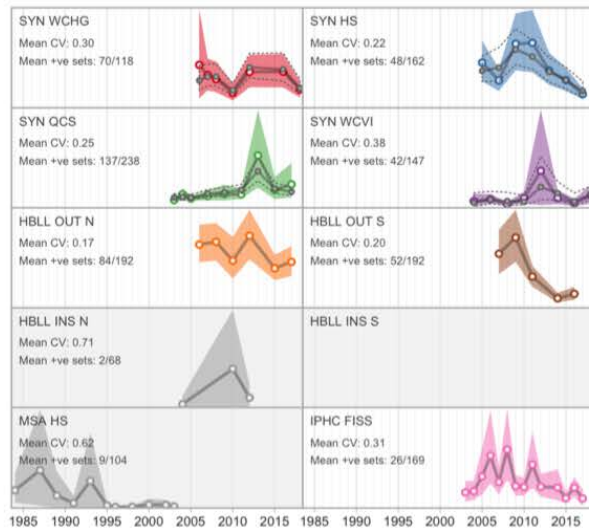 SYN WCHG
Mean CV: 0.30
Mean +ve sets: 70/118
SYN HS
Mean CV: 0.22
Mean +ve sets: 48/162
SYN QCS
Mean CV: 0.25
Mean +ve sets: 137/238
SYN WCVI
Mean CV: 0.38
Mean +ve sets: 42/147
HBLL OUT N
Mean CV: 0.17
Mean +ve sets: 84/192
HBLL OUT S
Mean CV: 0.20
Mean +ve sets: 52/192
HBLL INS N
Mean CV: 0.71
Mean +ve sets: 2/68
HBLL INS S
MSA HS
Mean CV: 0.62
Mean +ve sets: 9/104
IPHC FISS
Mean CV: 0.31
Mean +ve sets: 26/169
1985 1990 1995 2000 2005 2010 2015 1985 1990 1995 2000 2005 2010 2015